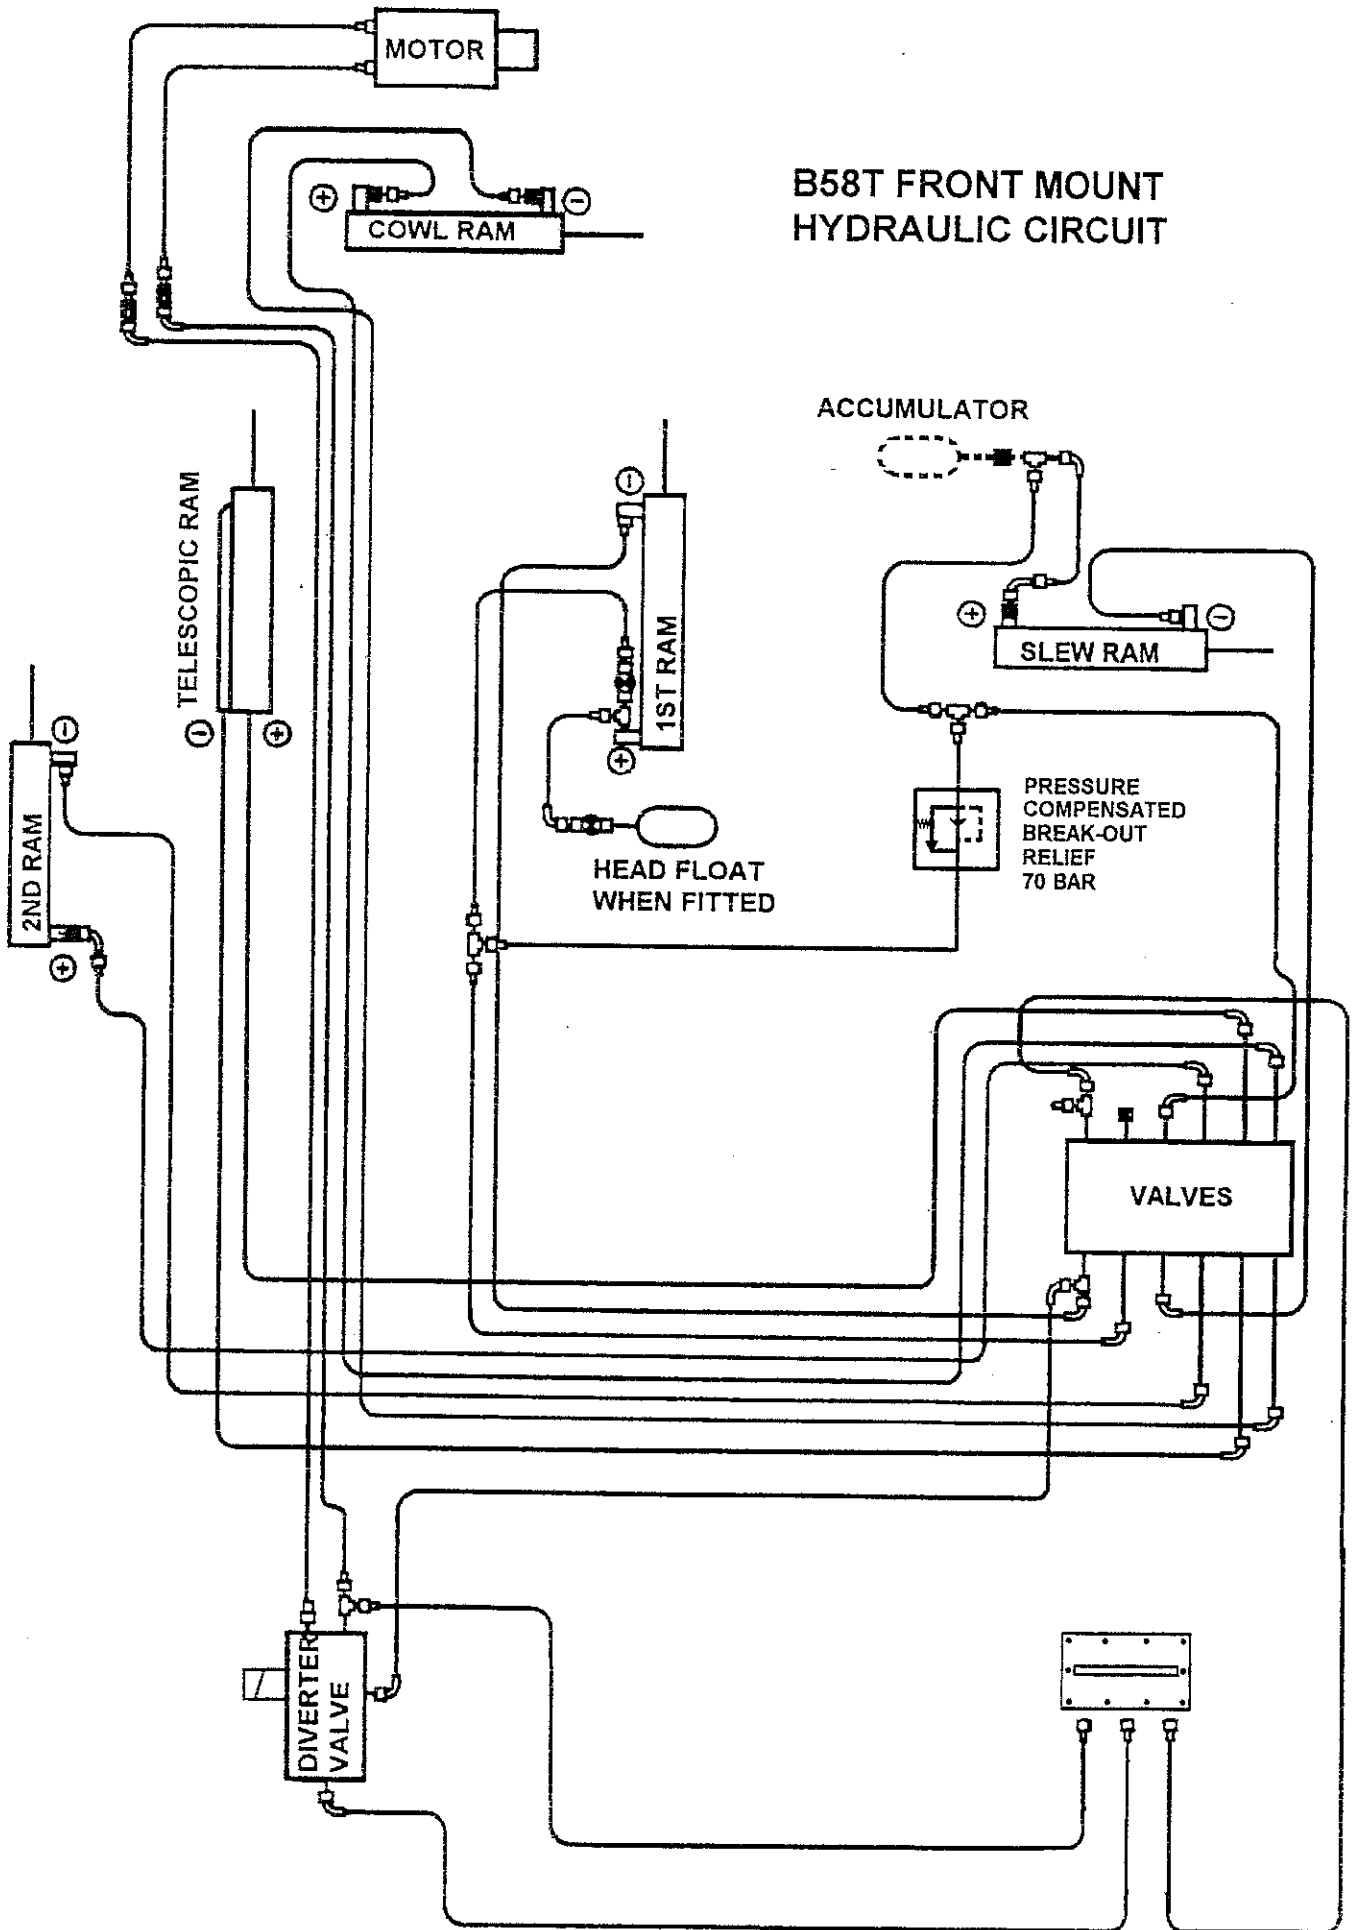 MOTOR
B58T FRONT MOUNT
HYDRAULIC CIRCUIT
+
−
COWL RAM
ACCUMULATOR
TELESCOPIC RAM
−
+
−
1ST RAM
+
+
−
SLEW RAM
−
2ND RAM
+
PRESSURE
COMPENSATED
BREAK-OUT
RELIEF
70 BAR
HEAD FLOAT
WHEN FITTED
VALVES
DIVERTER
VALVE